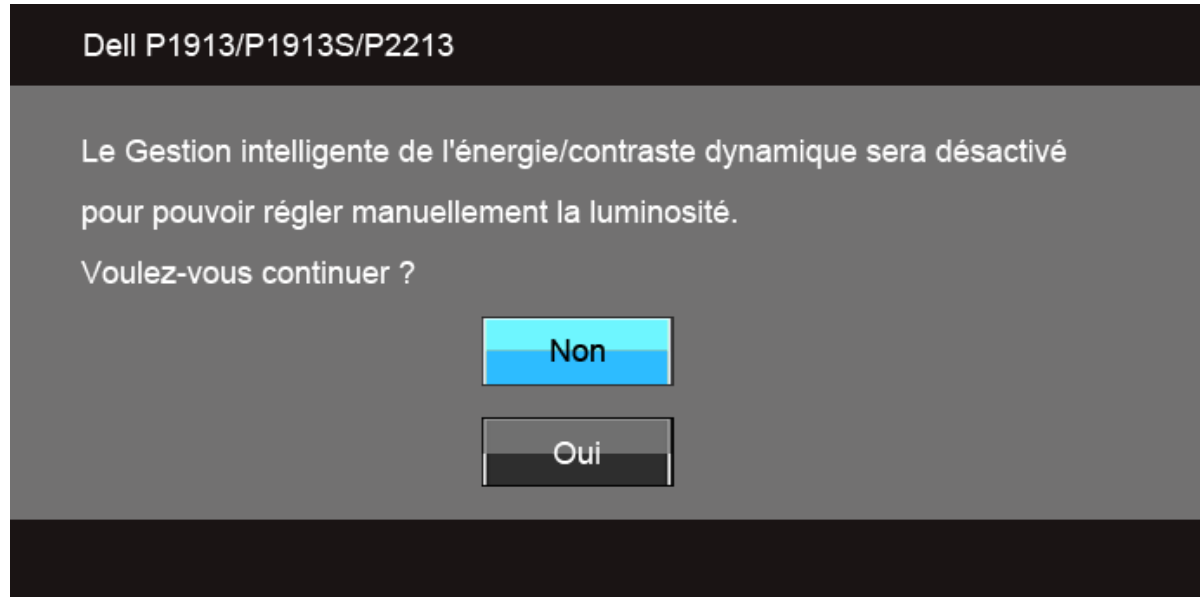 Dell P1913/P1913S/P2213
Le Gestion intelligente de l'énergie/contraste dynamique sera désactivé
pour pouvoir régler manuellement la luminosité.
Voulez-vous continuer ?
Non
Oui